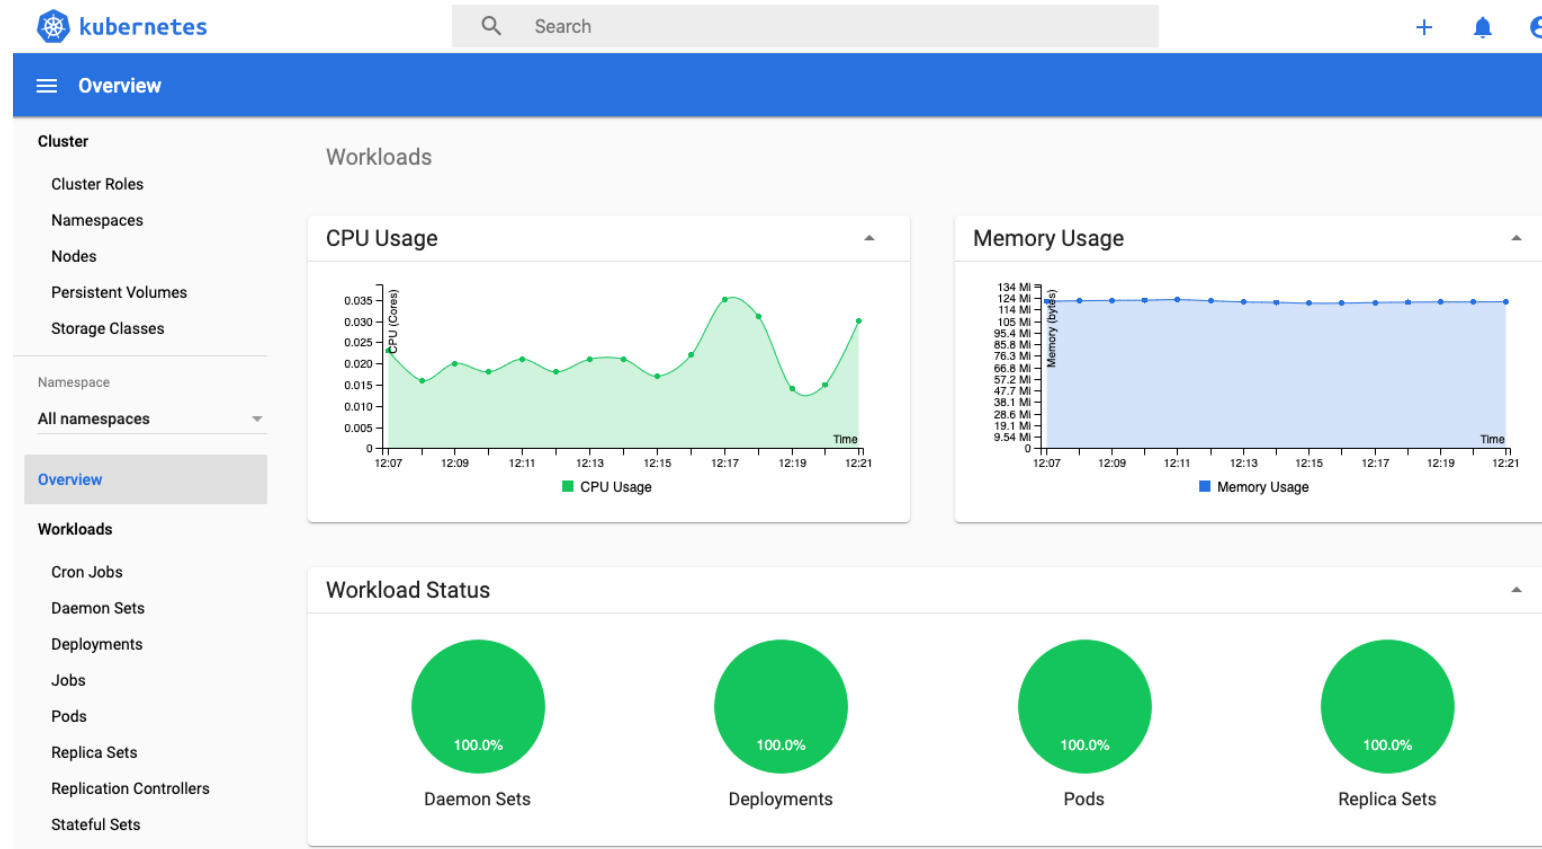 kubernetes
Search
Overview
Cluster
Cluster Roles
Namespaces
Nodes
Persistent Volumes
Storage Classes
Namespace
All namespaces
Overview
Workloads
Cron Jobs
Daemon Sets
Deployments
Jobs
Pods
Replica Sets
Replication Controllers
Stateful Sets
Workloads
CPU Usage
CPU (Cores)
0.035
0.030
0.025
0.020
0.015
0.010
0.005
0
Time
12:07 12:09 12:11 12:13 12:15 12:17 12:19 12:21
CPU Usage
Memory Usage
Memory (bytes)
134 Mi
124 Mi
114 Mi
105 Mi
95.4 Mi
85.8 Mi
76.3 Mi
66.8 Mi
57.2 Mi
47.7 Mi
38.1 Mi
28.6 Mi
19.1 Mi
9.54 Mi
0
Time
12:07 12:09 12:11 12:13 12:15 12:17 12:19 12:21
Memory Usage
Workload Status
100.0% 100.0% 100.0% 100.0%
Daemon Sets Deployments Pods Replica Sets